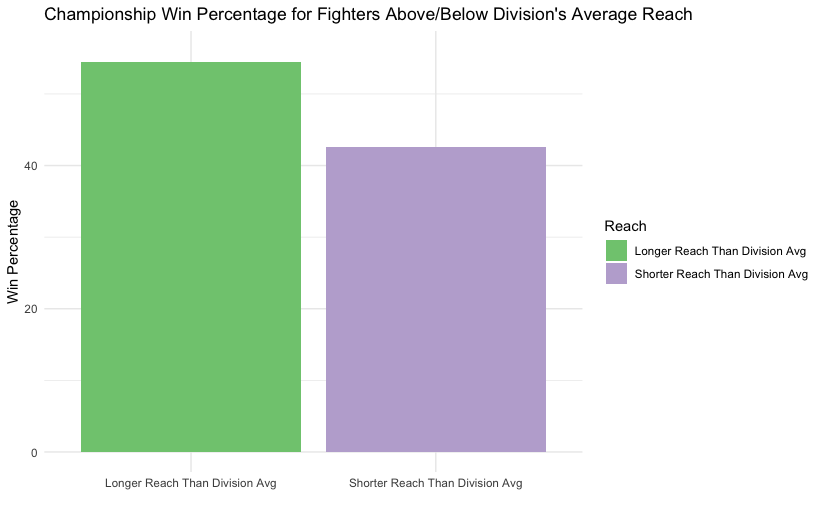 Championship Win Percentage for Fighters Above/Below Division's Average Reach
Win Percentage
40
20
0
Longer Reach Than Division Avg
Shorter Reach Than Division Avg
Reach
Longer Reach Than Division Avg
Shorter Reach Than Division Avg